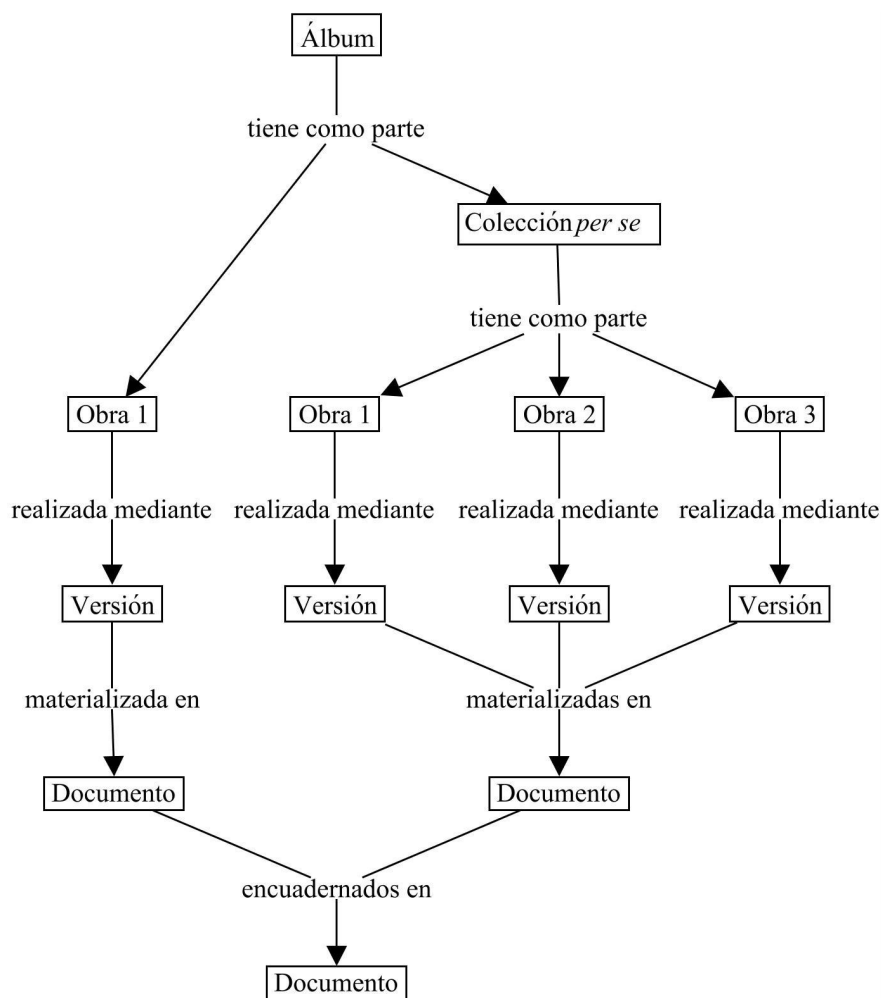 Álbum
tiene como parte
Colección per se
tiene como parte
Obra 1 Obra 1 Obra 2 Obra 3
realizada mediante realizada mediante realizada mediante realizada mediante
Versión Versión Versión Versión
materializada en materializadas en
Documento Documento
encuadernados en
Documento